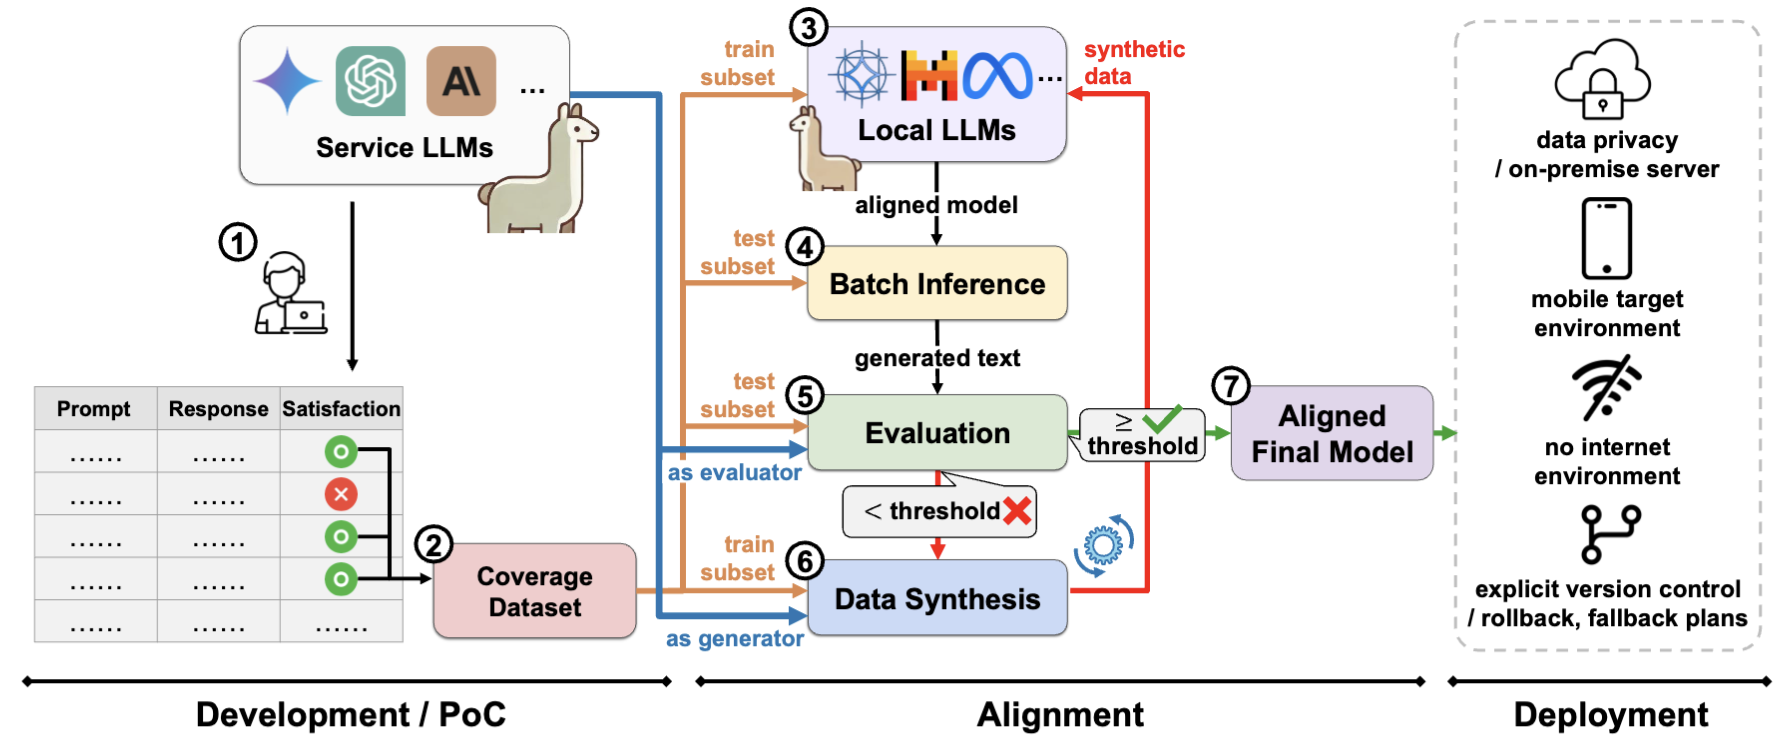 Service LLMs
...
1
Prompt Response Satisfaction
...... ......
...... ......
...... ......
...... ......
...... ...... ......
2
Coverage
Dataset
train
subset
3
...
Local LLMs
synthetic
data
aligned model
test
subset
4
Batch Inference
generated text
test
subset
5
Evaluation
as evaluator
≥
threshold
< threshold
train
subset
6
Data Synthesis
as generator
7
Aligned
Final Model
data privacy
/ on-premise server
mobile target
environment
no internet
environment
explicit version control
/ rollback, fallback plans
Development / PoC
Alignment
Deployment